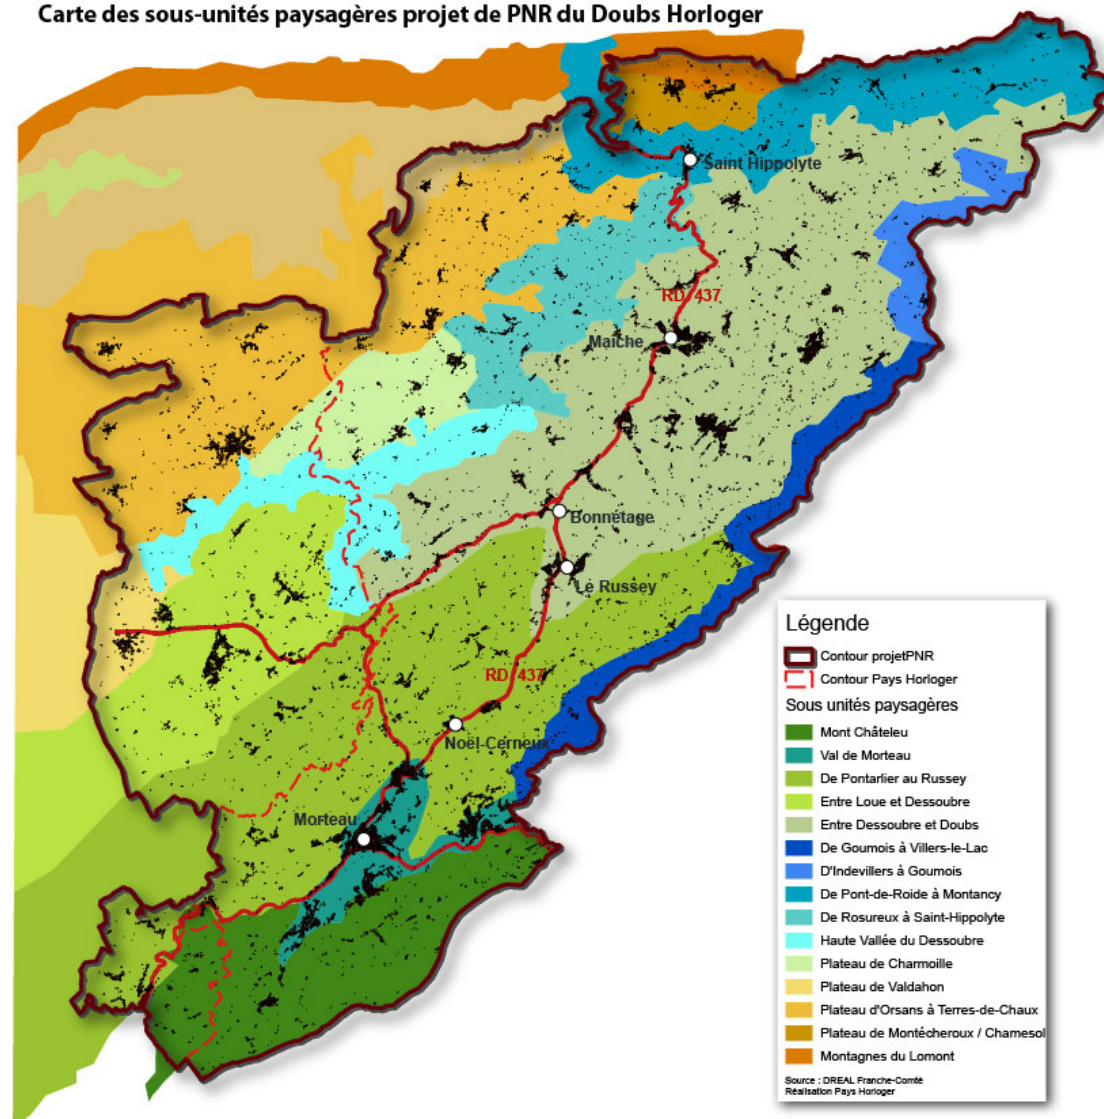 Carte des sous-unités paysagères projet de PNR du Doubs Horloger
Saint Hippolyte
RD 437
Maîche
Bonnétage
Le Russey
RD 437
Noël-Cerneux
Morteau
Légende
Contour projetPNR
Contour Pays Horloger
Sous unités paysagères
Mont Châteleu
Val de Morteau
De Pontarlier au Russey
Entre Loue et Dessoubre
Entre Dessoubre et Doubs
De Goumois à Villers-le-Lac
D'Indevillers à Goumois
De Pont-de-Roide à Montancy
De Rosureux à Saint-Hippolyte
Haute Vallée du Dessoubre
Plateau de Charmoille
Plateau de Valdahon
Plateau d'Orsans à Terres-de-Chaux
Plateau de Montécheroux / Chamesol
Montagnes du Lomont
Source : DREAL Franche-Comté
Réalisation Pays Horloger